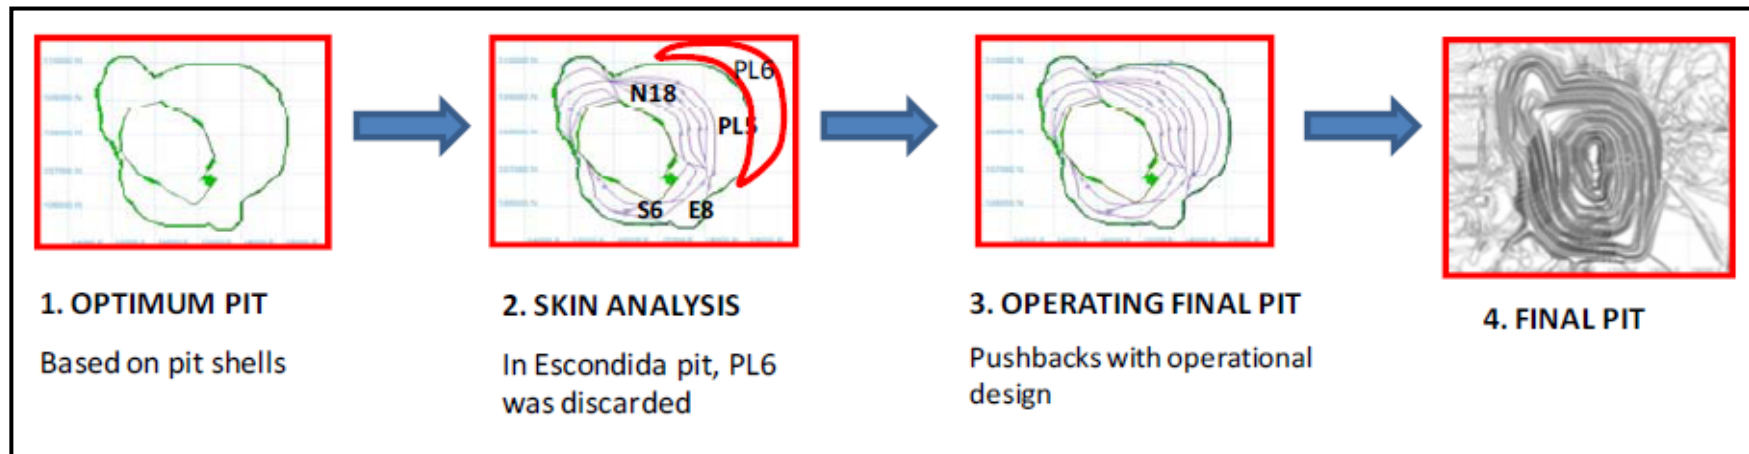 PL6
N18
PL5
S6
E8
1. OPTIMUM PIT
Based on pit shells
2. SKIN ANALYSIS
In Escondida pit, PL6
was discarded
3. OPERATING FINAL PIT
Pushbacks with operational
design
4. FINAL PIT